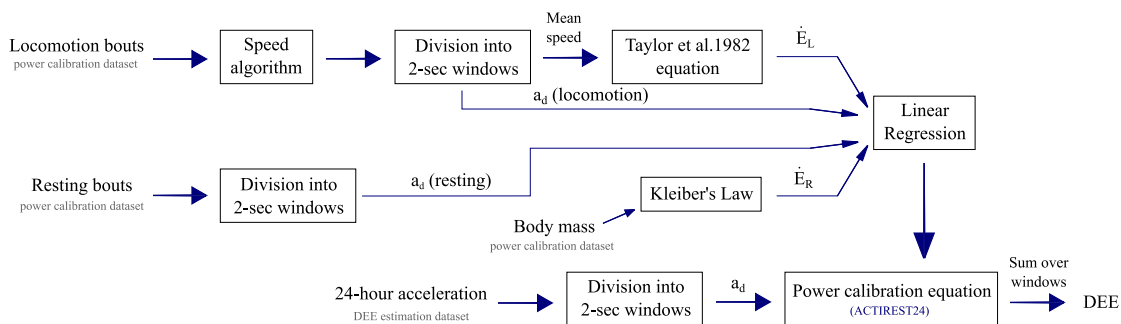 Locomotion bouts
power calibration dataset
Speed
algorithm
Division into
2-sec windows
Mean
speed
Taylor et al.1982
equation
Ė_L
a_d (locomotion)
Linear
Regression
Resting bouts
power calibration dataset
Division into
2-sec windows
a_d (resting)
Kleiber's Law
Ė_R
Body mass
power calibration dataset
24-hour acceleration
DEE estimation dataset
Division into
2-sec windows
a_d
Power calibration equation
(ACTIREST24)
Sum over
windows
DEE